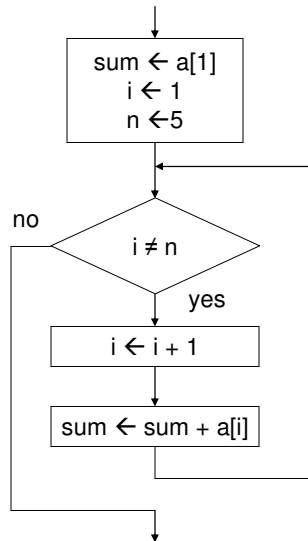 sum ← a[1]
i ← 1
n ←5
no
i ≠ n
yes
i ← i + 1
sum ← sum + a[i]